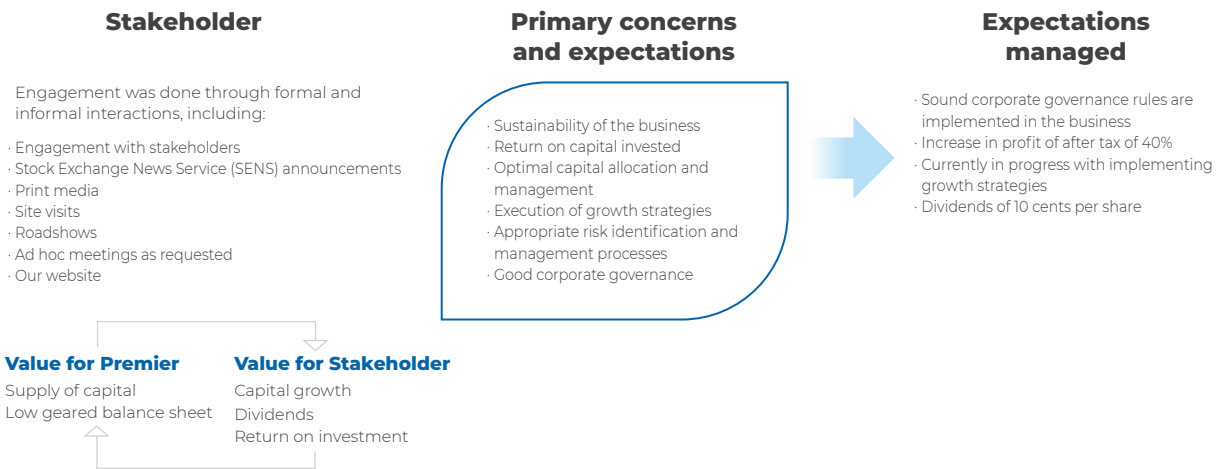 Stakeholder
Engagement was done through formal and
informal interactions, including:
· Engagement with stakeholders
· Stock Exchange News Service (SENS) announcements
· Print media
· Site visits
· Roadshows
· Ad hoc meetings as requested
· Our website
Value for Premier
Supply of capital
Low geared balance sheet
Value for Stakeholder
Capital growth
Dividends
Return on investment
Primary concerns
and expectations
· Sustainability of the business
· Return on capital invested
· Optimal capital allocation and
management
· Execution of growth strategies
· Appropriate risk identification and
management processes
· Good corporate governance
Expectations
managed
· Sound corporate governance rules are
implemented in the business
· Increase in profit of after tax of 40%
· Currently in progress with implementing
growth strategies
· Dividends of 10 cents per share